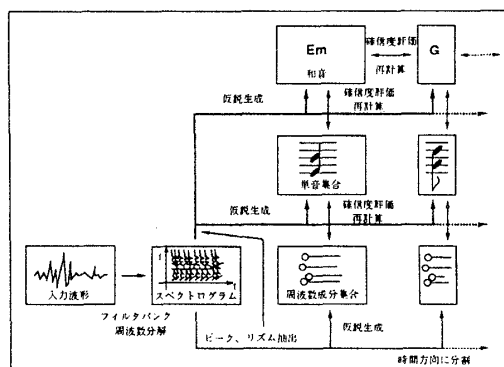 Em
和音
確信度評価
再計算
G
仮説生成
確信度評価
再計算
単音集合
仮説生成
確信度評価
再計算
入力波形
f
t
スペクトログラム
周波数成分集合
フィルタバンク
周波数分解
仮説生成
ピーク、リズム抽出
時間方向に分割